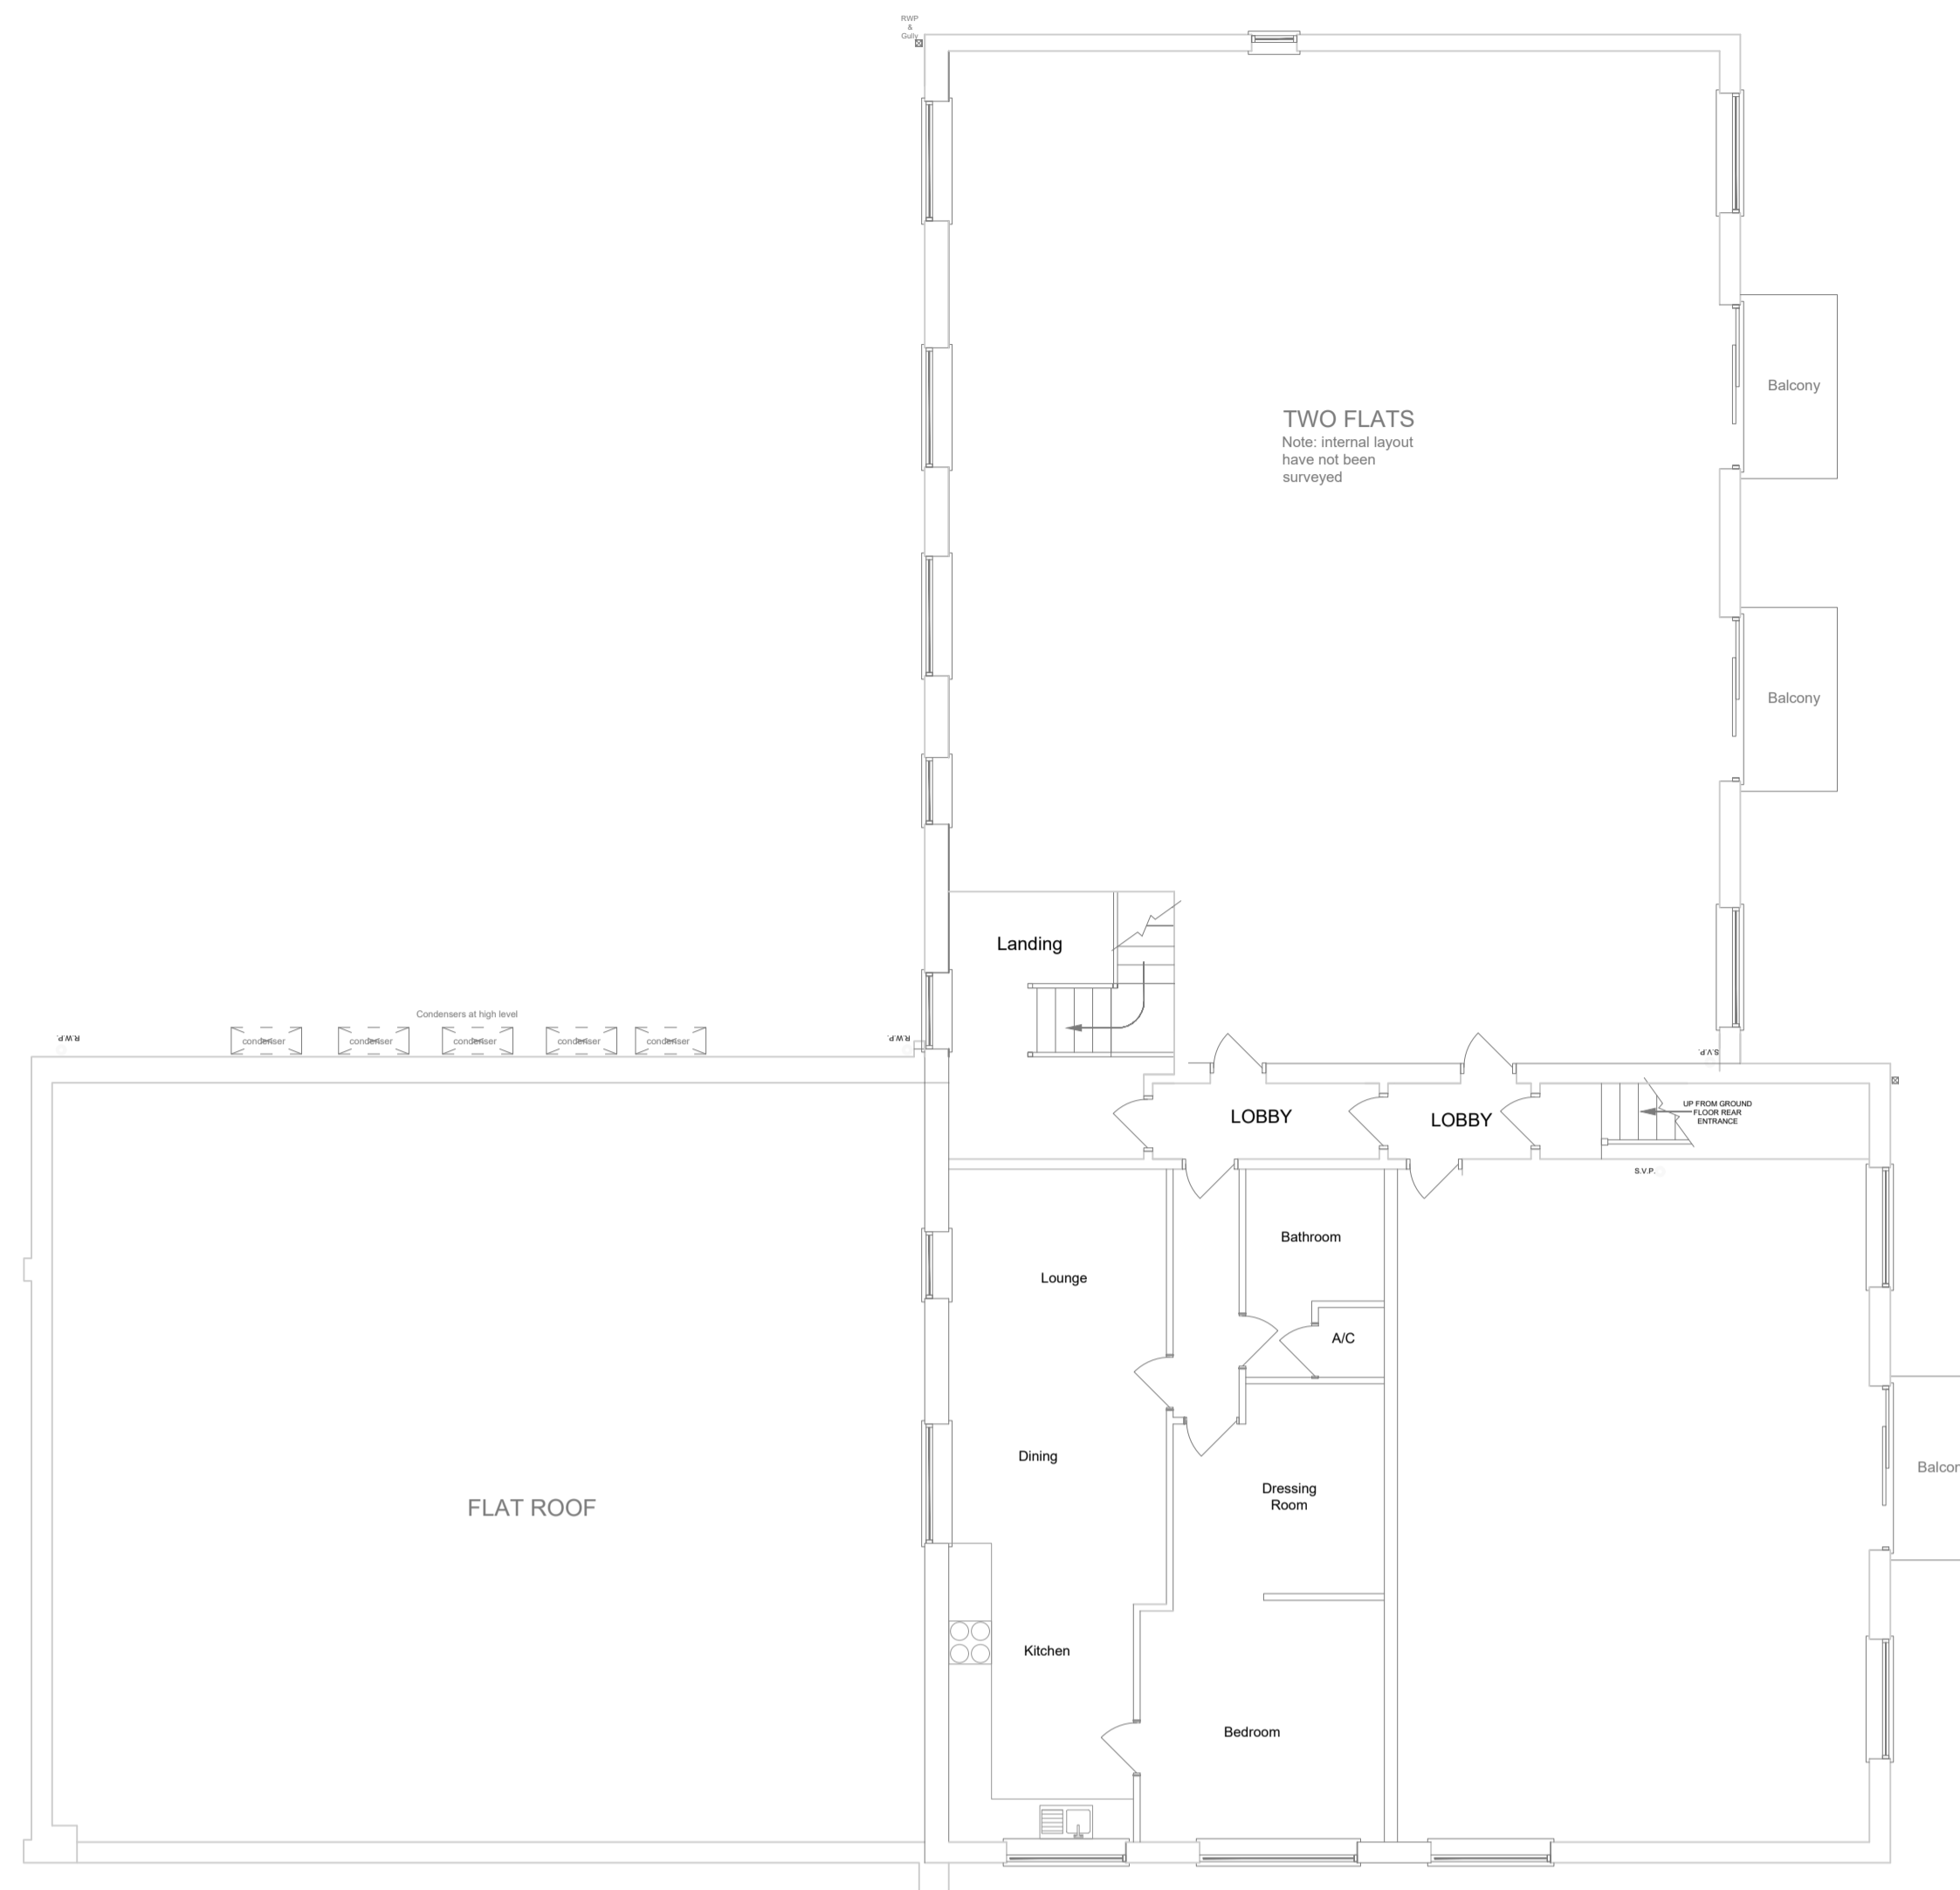 RWP
&
Gully
Balcony
TWO FLATS
Note: internal layout
have not been
surveyed
Balcony
Landing
Condensers at high level
R.W.P.
condenser
condenser
condenser
condenser
condenser
R.W.P.
S.V.P.
LOBBY
LOBBY
UP FROM GROUND
FLOOR REAR
ENTRANCE
S.V.P.
Bathroom
Lounge
A/C
Dining
Balcon
Dressing
Room
FLAT ROOF
Kitchen
Bedroom